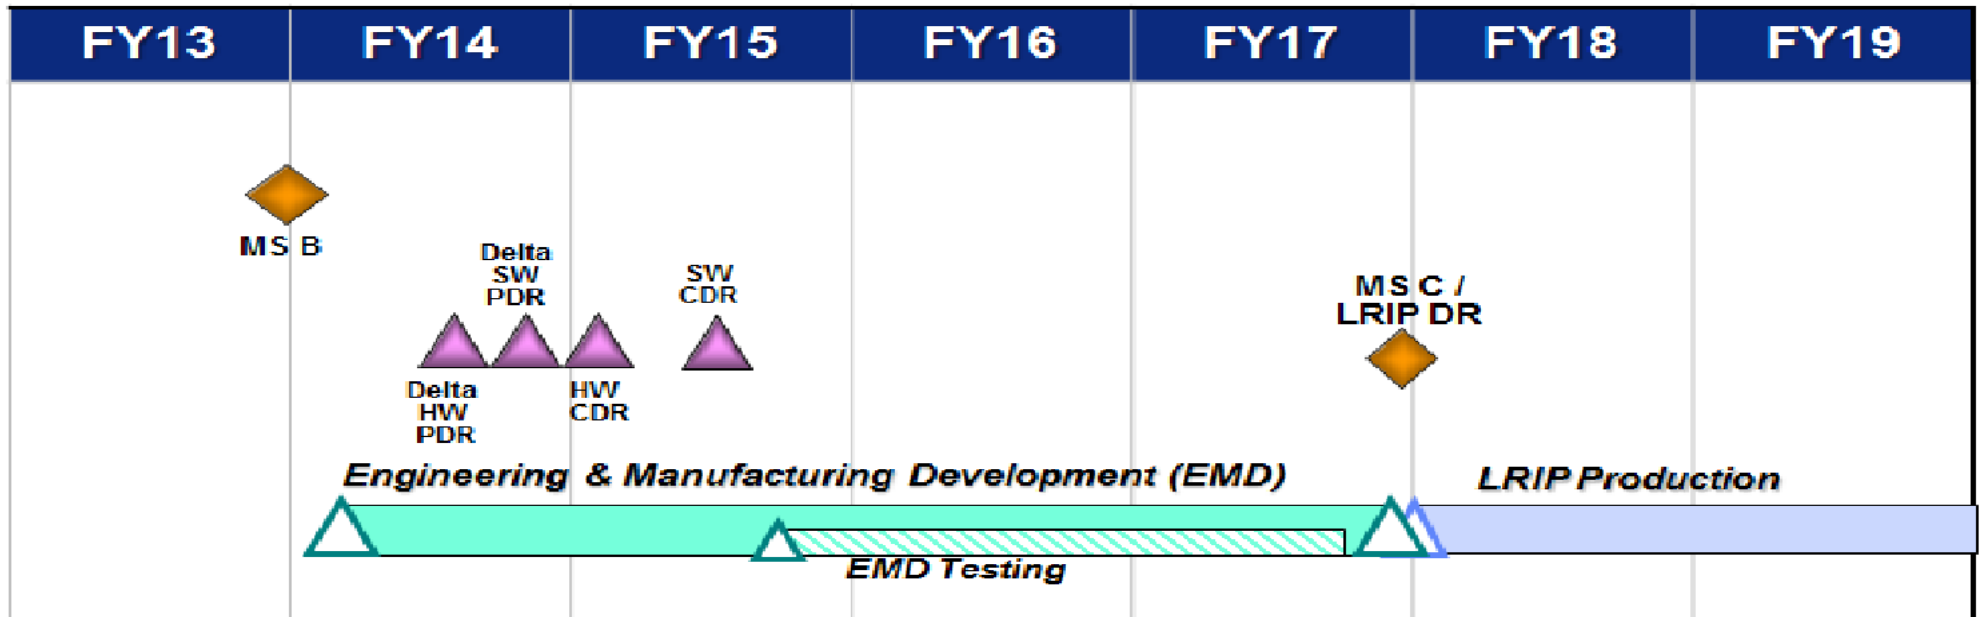 FY13 FY14 FY15 FY16 FY17 FY18 FY19
MS B
Delta
SW
PDR
SW
CDR
MS C /
LRIP DR
Delta
HW
PDR
HW
CDR
Engineering & Manufacturing Development (EMD)
LRIP Production
EMD Testing